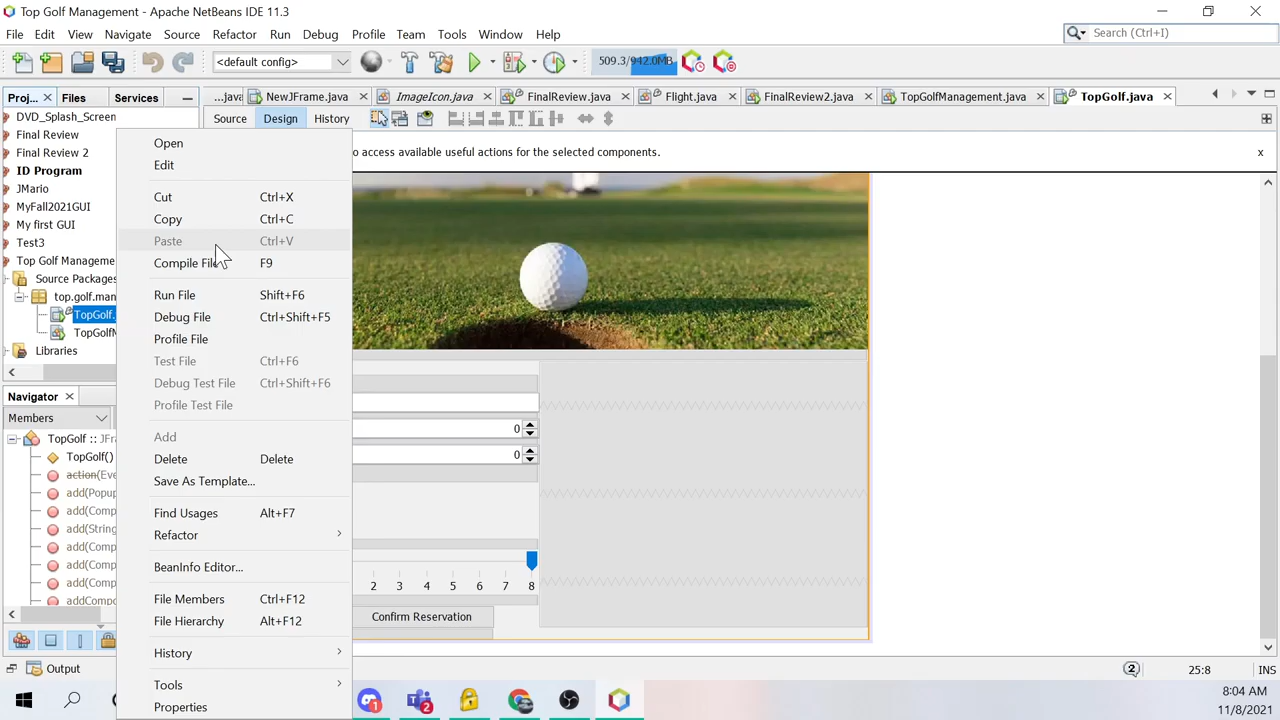 Top Golf Management - Apache NetBeans IDE 11.3
File Edit View Navigate Source Refactor Run Debug Profile Team Tools Window Help
Search (Ctrl+I)
<default config>
509.3/942.0MB
Proj... Files Services
...java NewJFrame.java ImageIcon.java FinalReview.java Flight.java FinalReview2.java TopGolfManagement.java TopGolf.java
Source Design History
DVD_Splash_Screen
Final Review
Final Review 2
ID Program
JMario
MyFall2021GUI
My first GUI
Test3
Top Golf Manageme
Source Packages
top.golf.man
TopGolf.
TopGolfM
Libraries
Navigator
Members
TopGolf :: JFra
TopGolf()
action(Eve
add(Popup
add(Comp
add(String
add(Comp
add(Comp
add(Comp
addCompo
Open
Edit
Cut Ctrl+X
Copy Ctrl+C
Paste Ctrl+V
Compile File F9
Run File Shift+F6
Debug File Ctrl+Shift+F5
Profile File
Test File Ctrl+F6
Debug Test File Ctrl+Shift+F6
Profile Test File
Add
Delete Delete
Save As Template...
Find Usages Alt+F7
Refactor
BeanInfo Editor...
File Members Ctrl+F12
File Hierarchy Alt+F12
History
Tools
Properties
o access available useful actions for the selected components. x
0
0
2 3 4 5 6 7 8
Confirm Reservation
Output
2 25:8 INS
1
2
8:04 AM
11/8/2021